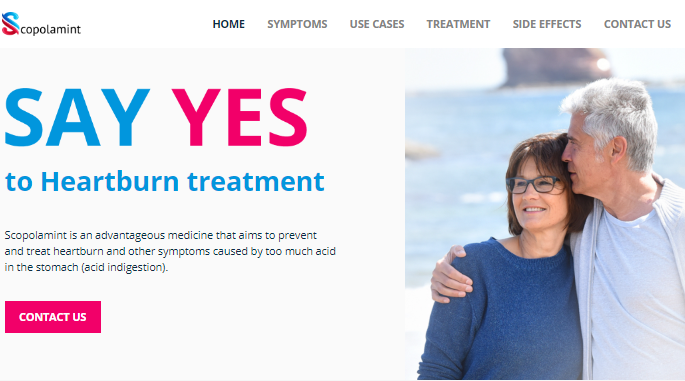 Scopolamint
HOME SYMPTOMS USE CASES TREATMENT SIDE EFFECTS CONTACT US
SAY YES
to Heartburn treatment
Scopolamint is an advantageous medicine that aims to prevent
and treat heartburn and other symptoms caused by too much acid
in the stomach (acid indigestion).
CONTACT US